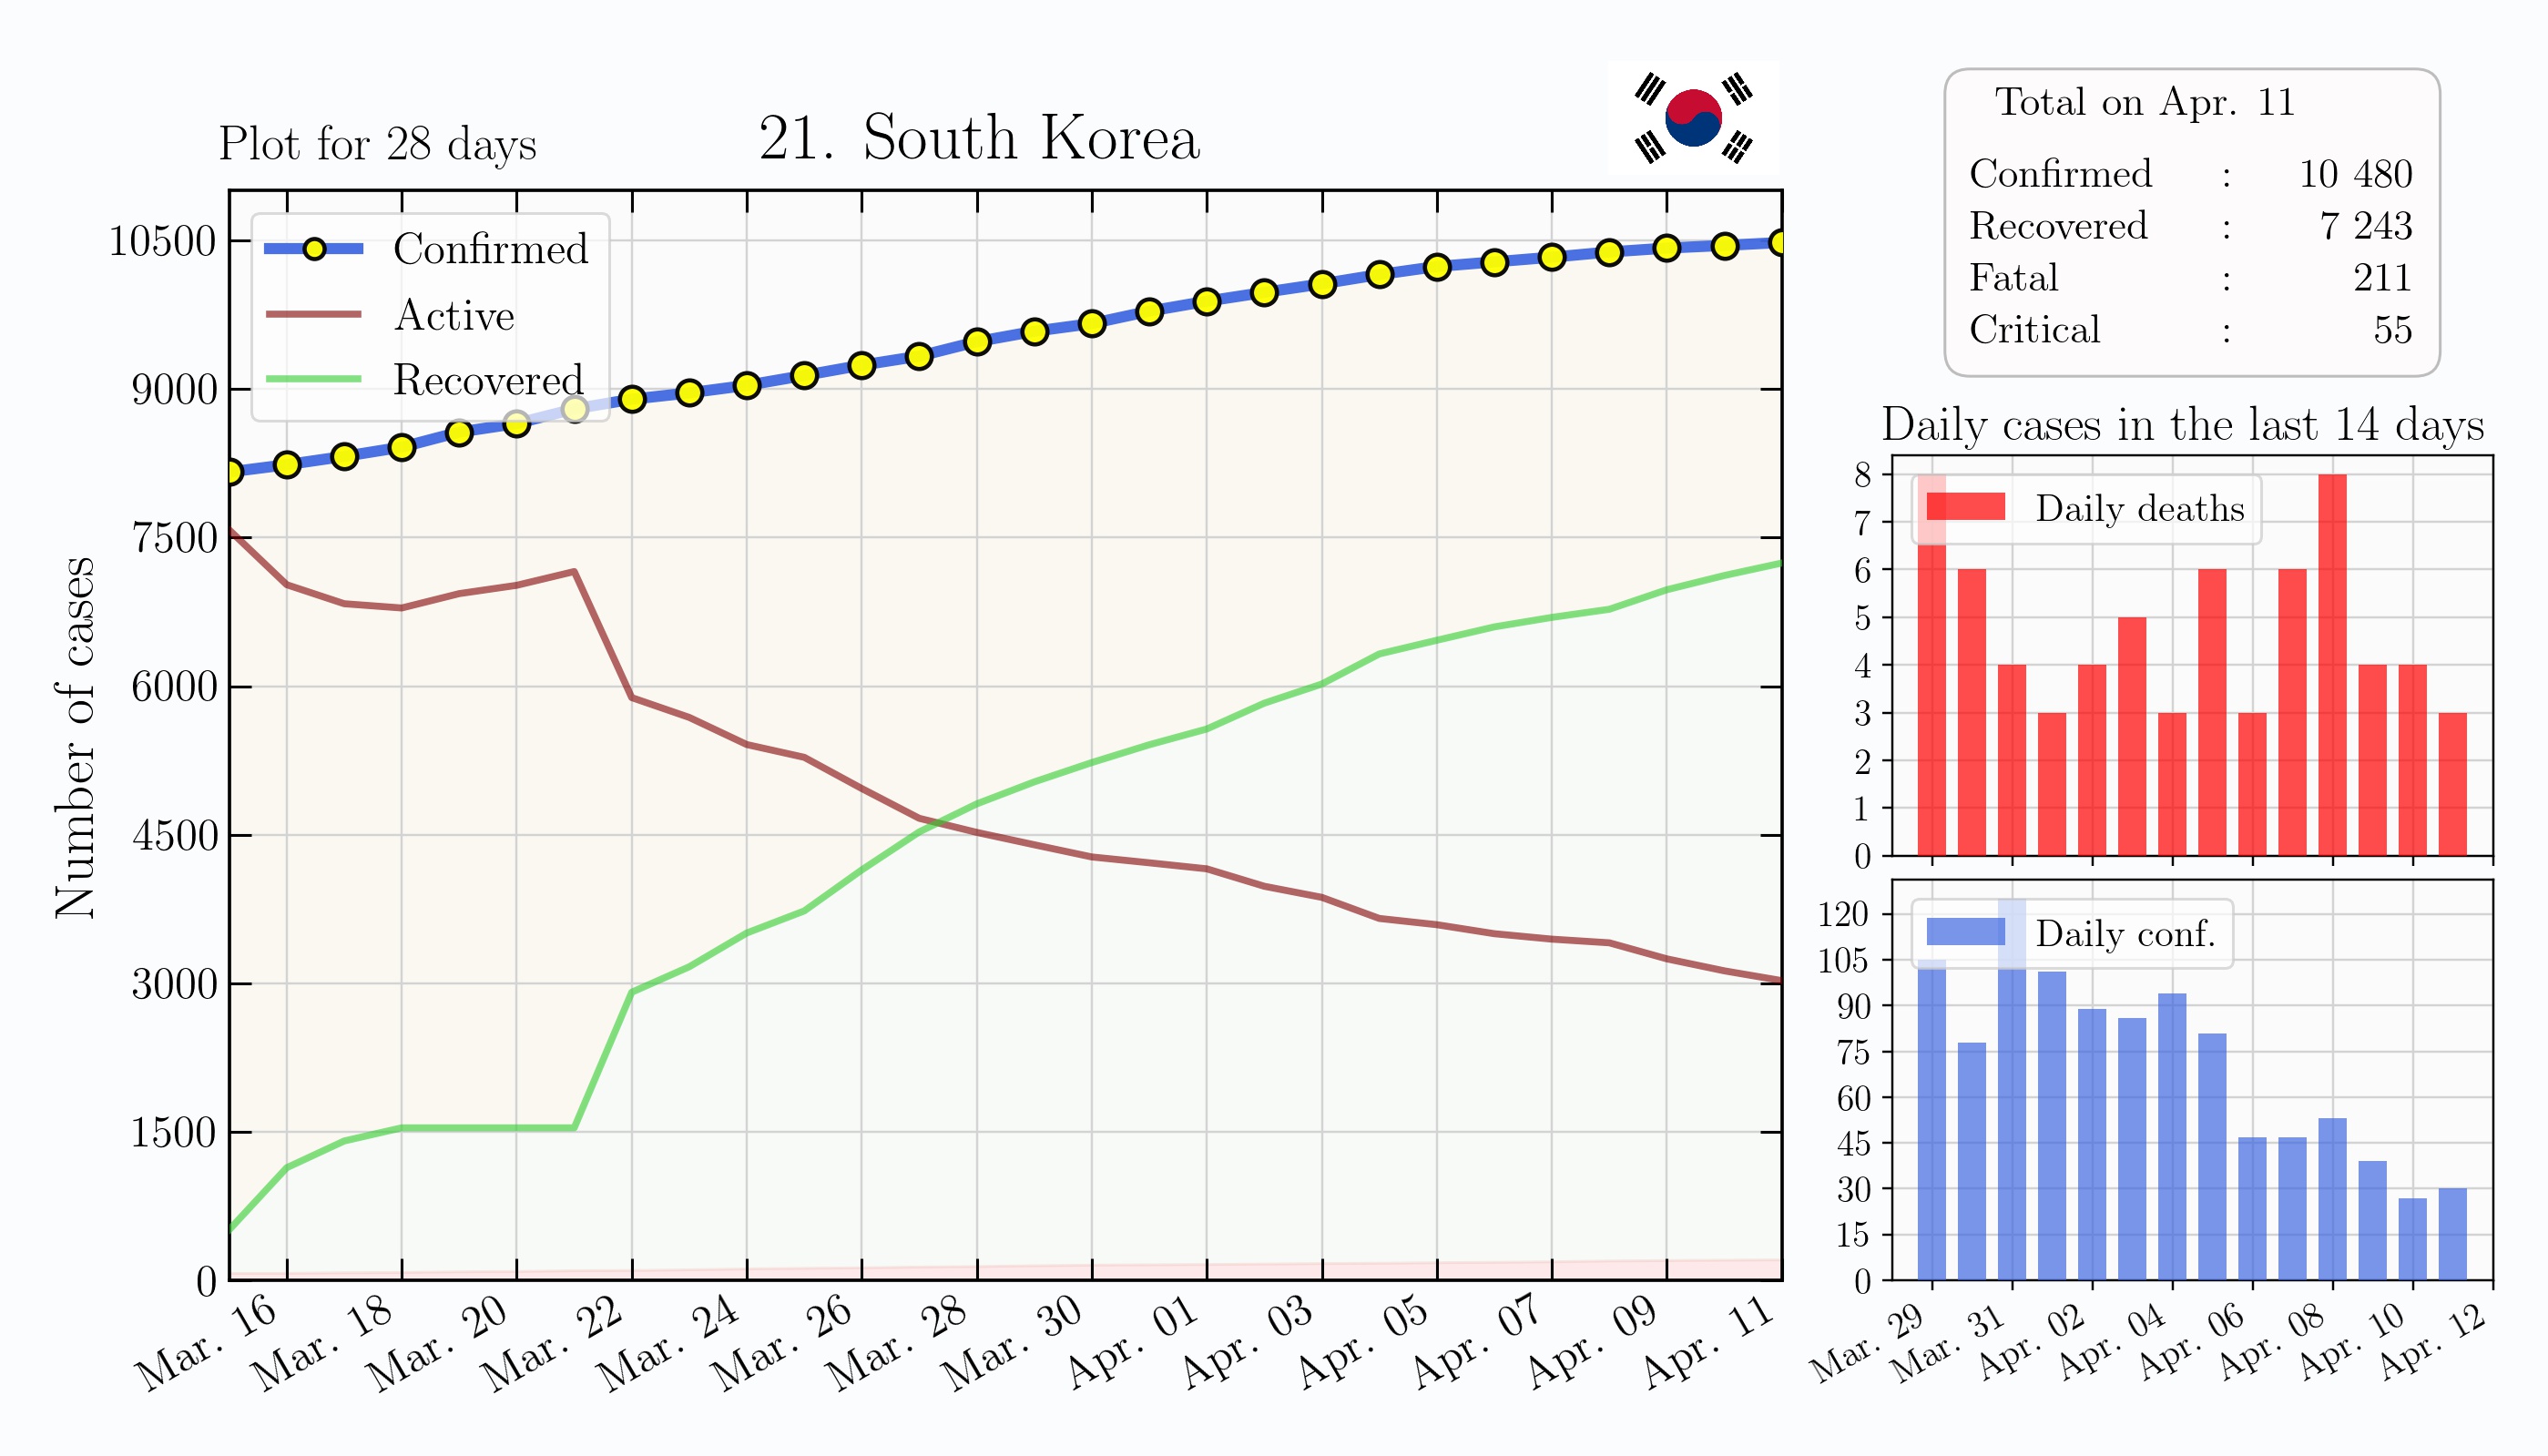 Plot for 28 days
21. South Korea
Confirmed
Active
Recovered
Number of cases
10500
9000
7500
6000
4500
3000
1500
0
Mar. 16
Mar. 18
Mar. 20
Mar. 22
Mar. 24
Mar. 26
Mar. 28
Mar. 30
Apr. 01
Apr. 03
Apr. 05
Apr. 07
Apr. 09
Apr. 11
Total on Apr. 11
Confirmed : 10 480
Recovered : 7 243
Fatal : 211
Critical : 55
Daily cases in the last 14 days
Daily deaths
8
7
6
5
4
3
2
1
0
Daily conf.
120
105
90
75
60
45
30
15
0
Mar. 29
Mar. 31
Apr. 02
Apr. 04
Apr. 06
Apr. 08
Apr. 10
Apr. 12